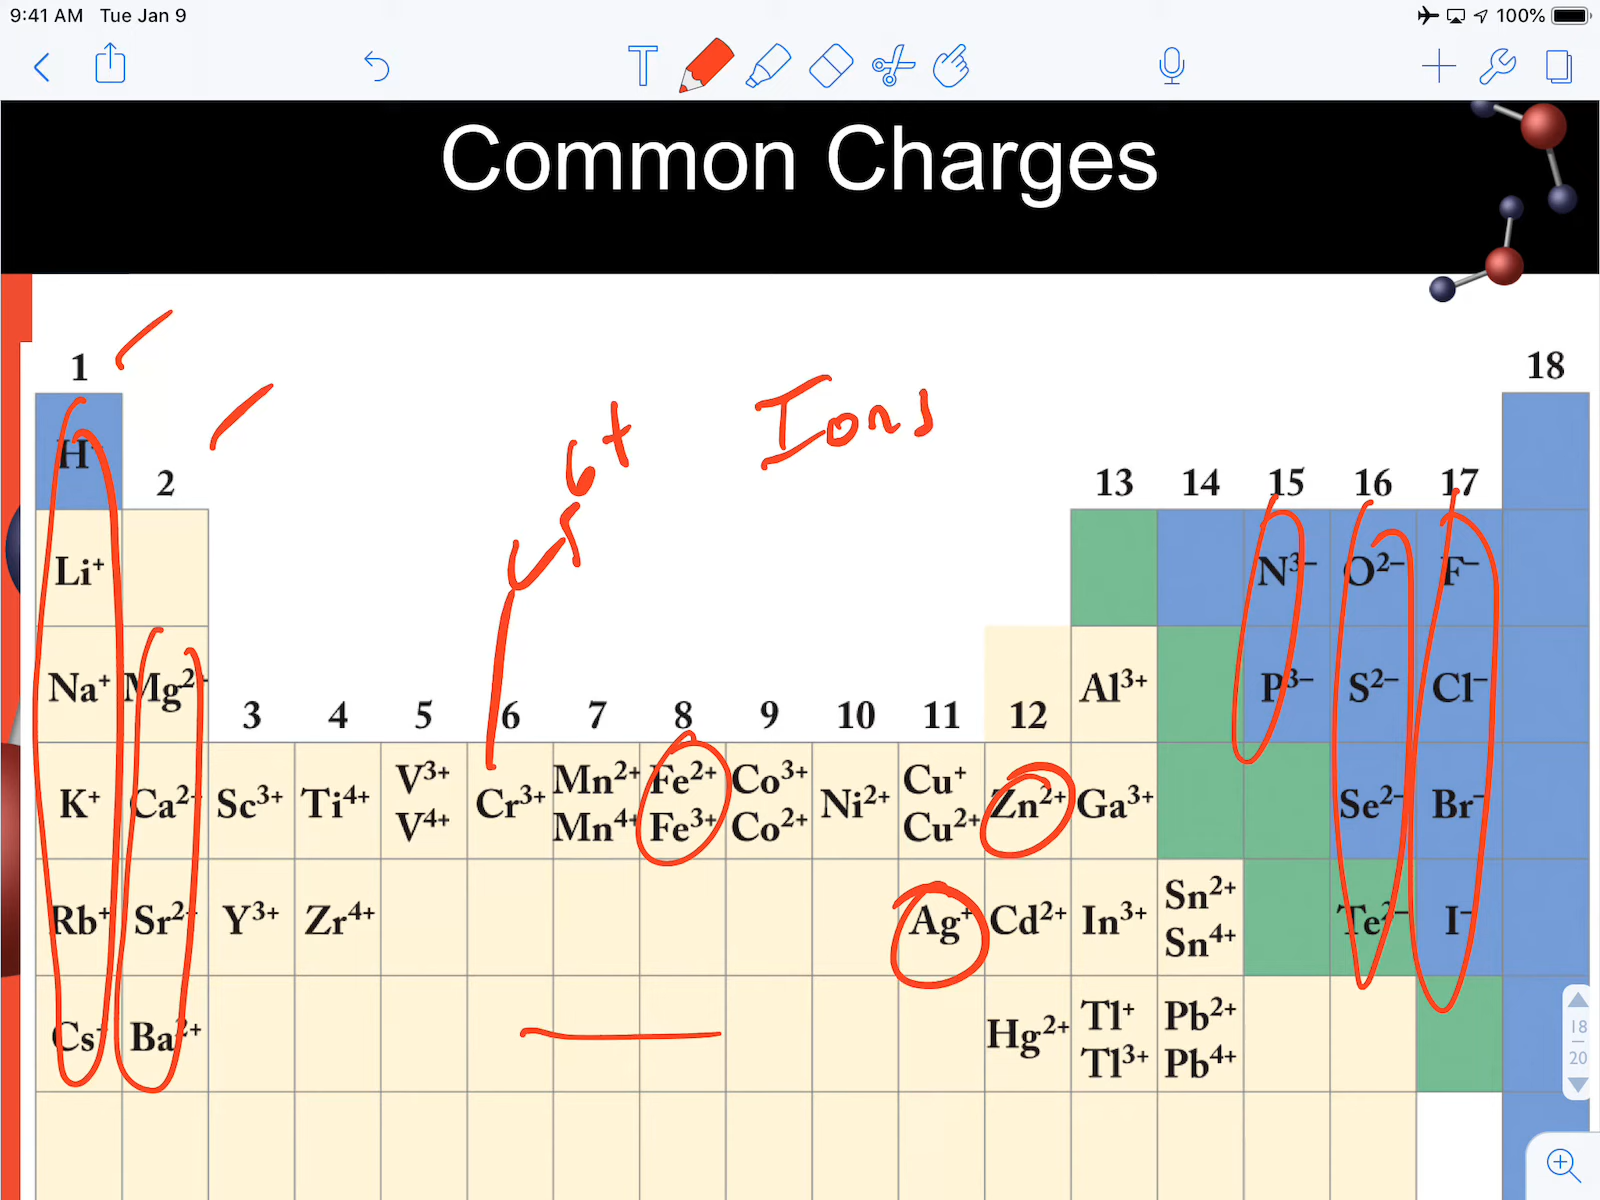 9:41 AM Tue Jan 9 100%
T
Common Charges
1 18
H⁻
6+ Ions
2 13 14 15 16 17
Li⁺ N³⁻ O²⁻ F⁻
Na⁺ Mg²⁺ Al³⁺ P³⁻ S²⁻ Cl⁻
3 4 5 6 7 8 9 10 11 12
K⁺ Ca²⁺ Sc³⁺ Ti⁴⁺ V³⁺ V⁴⁺ Cr³⁺ Mn²⁺ Mn⁴⁺ Fe²⁺ Fe³⁺ Co³⁺ Co²⁺ Ni²⁺ Cu⁺ Cu²⁺ Zn²⁺ Ga³⁺ Se²⁻ Br⁻
Rb⁺ Sr²⁺ Y³⁺ Zr⁴⁺ Ag⁺ Cd²⁺ In³⁺ Sn²⁺ Sn⁴⁺ Te²⁻ I⁻
Cs⁺ Ba²⁺ Hg²⁺ Tl⁺ Tl³⁺ Pb²⁺ Pb⁴⁺
18
20